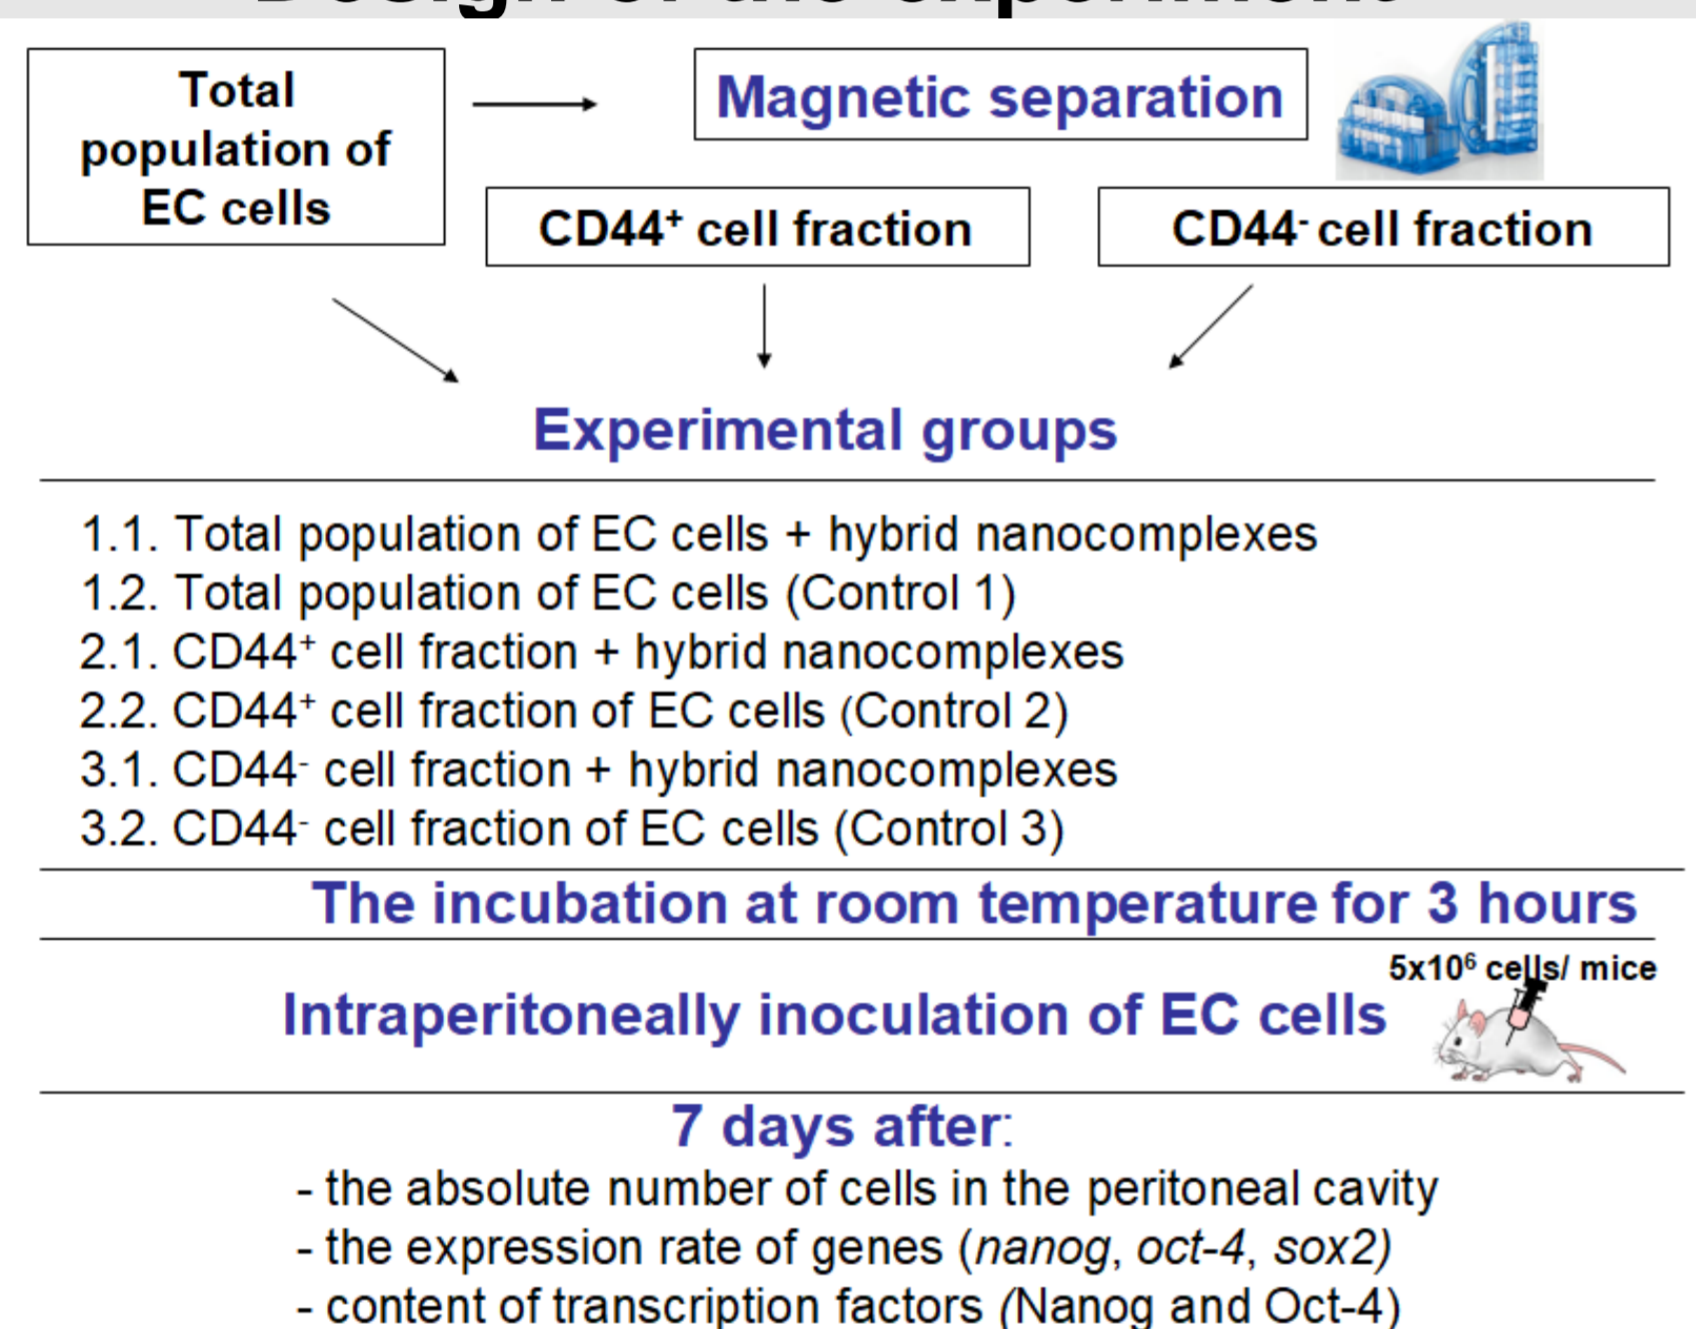 Design of the experiment
Total
population of
EC cells
Magnetic separation
CD44⁺ cell fraction
CD44⁻ cell fraction
Experimental groups
1.1. Total population of EC cells + hybrid nanocomplexes
1.2. Total population of EC cells (Control 1)
2.1. CD44⁺ cell fraction + hybrid nanocomplexes
2.2. CD44⁺ cell fraction of EC cells (Control 2)
3.1. CD44⁻ cell fraction + hybrid nanocomplexes
3.2. CD44⁻ cell fraction of EC cells (Control 3)
The incubation at room temperature for 3 hours
5x10⁶ cells/ mice
Intraperitoneally inoculation of EC cells
7 days after:
- the absolute number of cells in the peritoneal cavity
- the expression rate of genes (nanog, oct-4, sox2)
- content of transcription factors (Nanog and Oct-4)